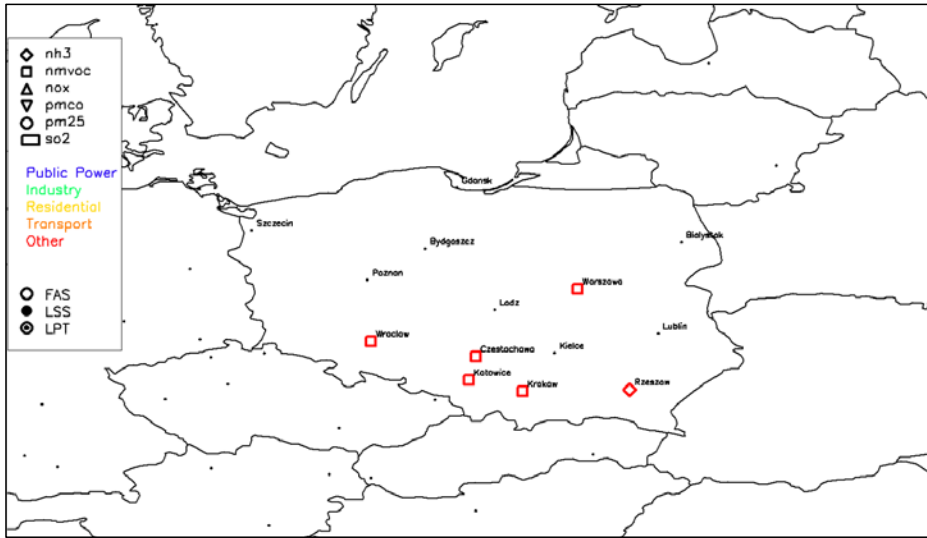 nh3
nmvoc
nox
pmco
pm25
so2
Public Power
Industry
Residential
Transport
Other
FAS
LSS
LPT
Gdansk
Szczecin
Bydgoszcz
Bialystok
Poznan
Warszawa
Lodz
Lublin
Wroclaw
Czestochowa
Kielce
Katowice
Krakow
Rzeszow